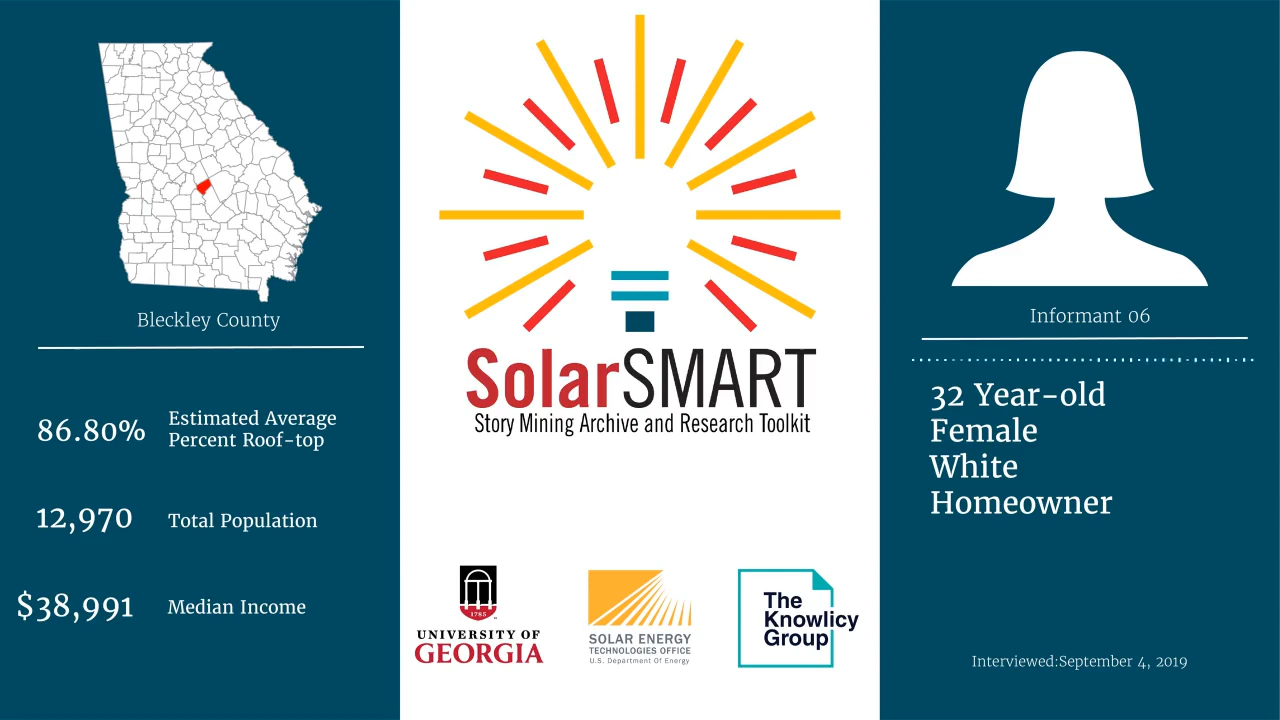 Bleckley County
86.80%
Estimated Average
Percent Roof-top
12,970
Total Population
$38,991
Median Income
SolarSMART
Story Mining Archive and Research Toolkit
1785
UNIVERSITY OF
GEORGIA
SOLAR ENERGY
TECHNOLOGIES OFFICE
U.S. Department Of Energy
The
Knowlicy
Group
Informant 06
32 Year-old
Female
White
Homeowner
Interviewed:September 4, 2019